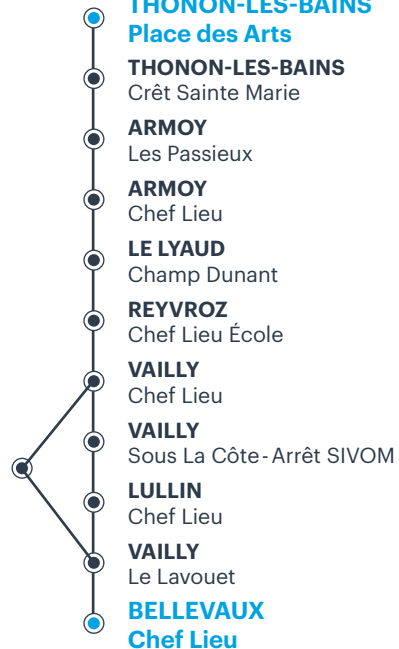 THONON-LES-BAINS
Place des Arts
THONON-LES-BAINS
Crêt Sainte Marie
ARMOY
Les Passieux
ARMOY
Chef Lieu
LE LYAUD
Champ Dunant
REYVROZ
Chef Lieu École
VAILLY
Chef Lieu
VAILLY
Sous La Côte-Arrêt SIVOM
LULLIN
Chef Lieu
VAILLY
Le Lavouet
BELLEVAUX
Chef Lieu